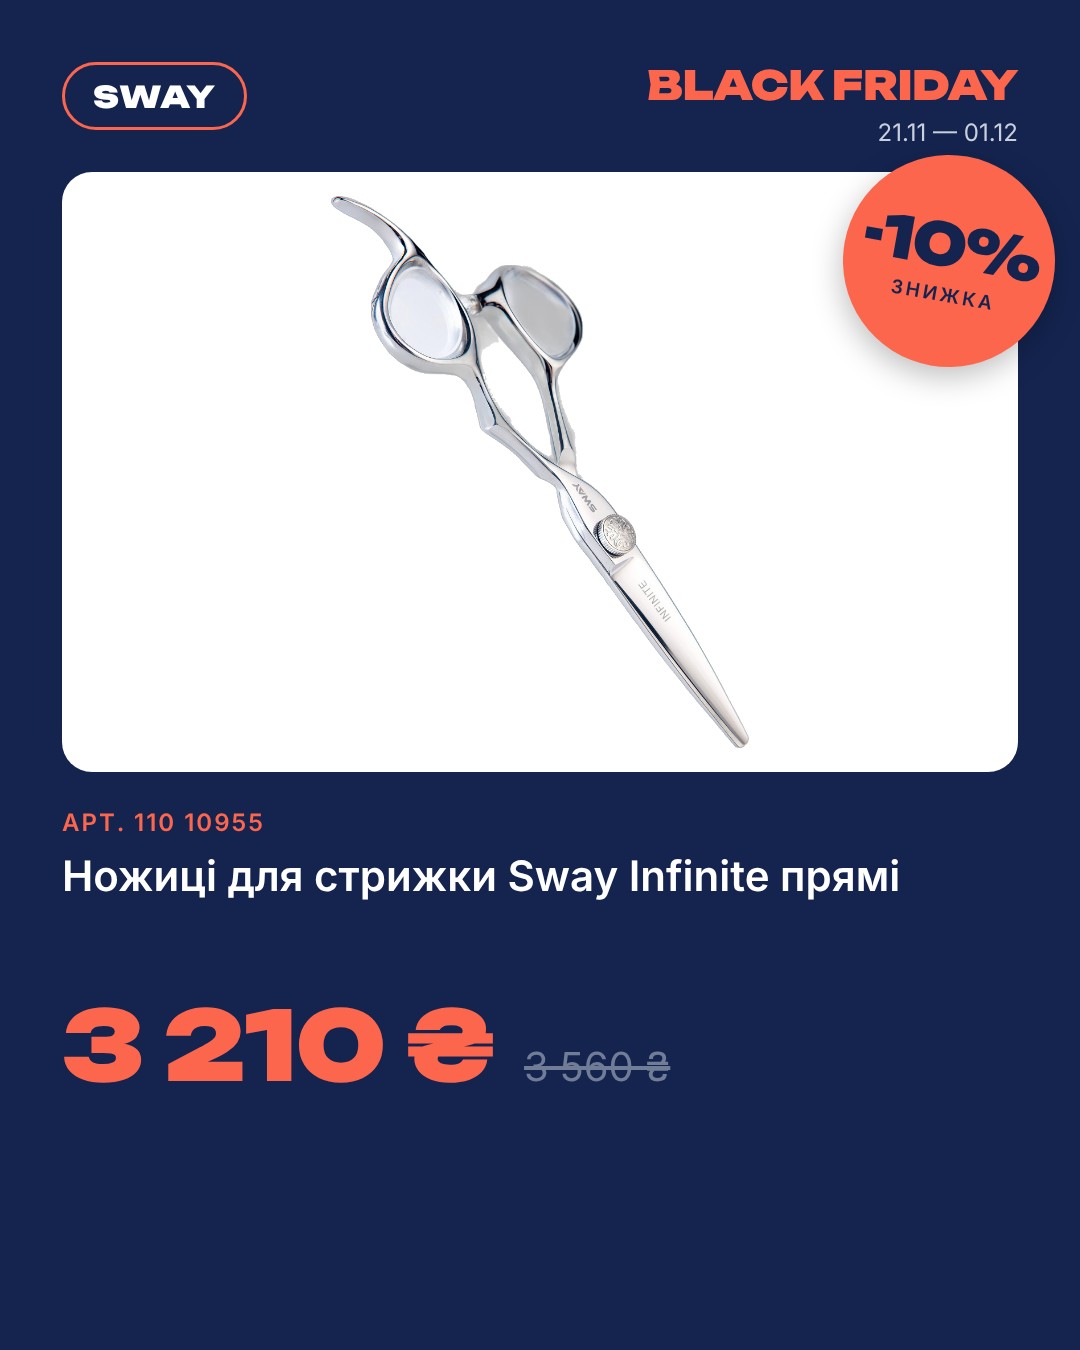 SWAY
BLACK FRIDAY
21.11 — 01.12
-10%
ЗНИЖКА
SWAY
INFINITE
АРТ. 110 10955
Ножиці для стрижки Sway Infinite прямі
3 210 ₴ 3 560 ₴